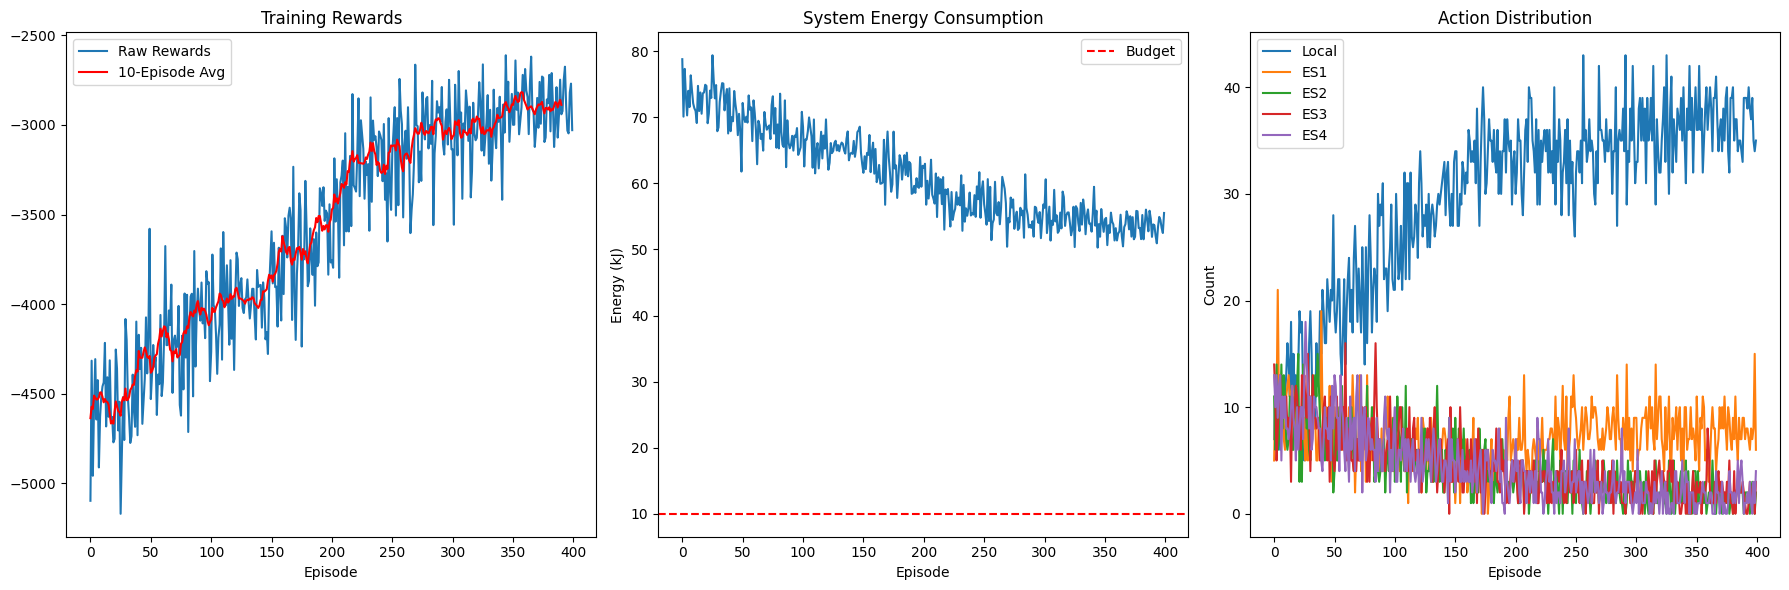 Training Rewards
Raw Rewards
10-Episode Avg
−2500
−3000
−3500
−4000
−4500
−5000
0 50 100 150 200 250 300 350 400
Episode
System Energy Consumption
Budget
Energy (kJ)
80
70
60
50
40
30
20
10
0 50 100 150 200 250 300 350 400
Episode
Action Distribution
Local
ES1
ES2
ES3
ES4
Count
40
30
20
10
0
0 50 100 150 200 250 300 350 400
Episode